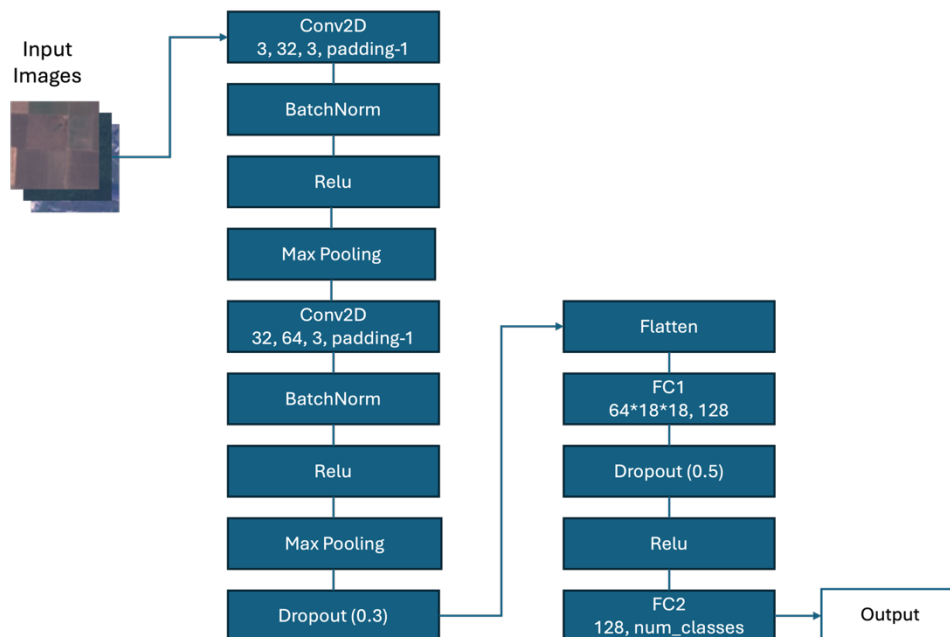 Input
Images
Conv2D
3, 32, 3, padding-1
BatchNorm
Relu
Max Pooling
Conv2D
32, 64, 3, padding-1
BatchNorm
Relu
Max Pooling
Dropout (0.3)
Flatten
FC1
64*18*18, 128
Dropout (0.5)
Relu
FC2
128, num_classes
Output